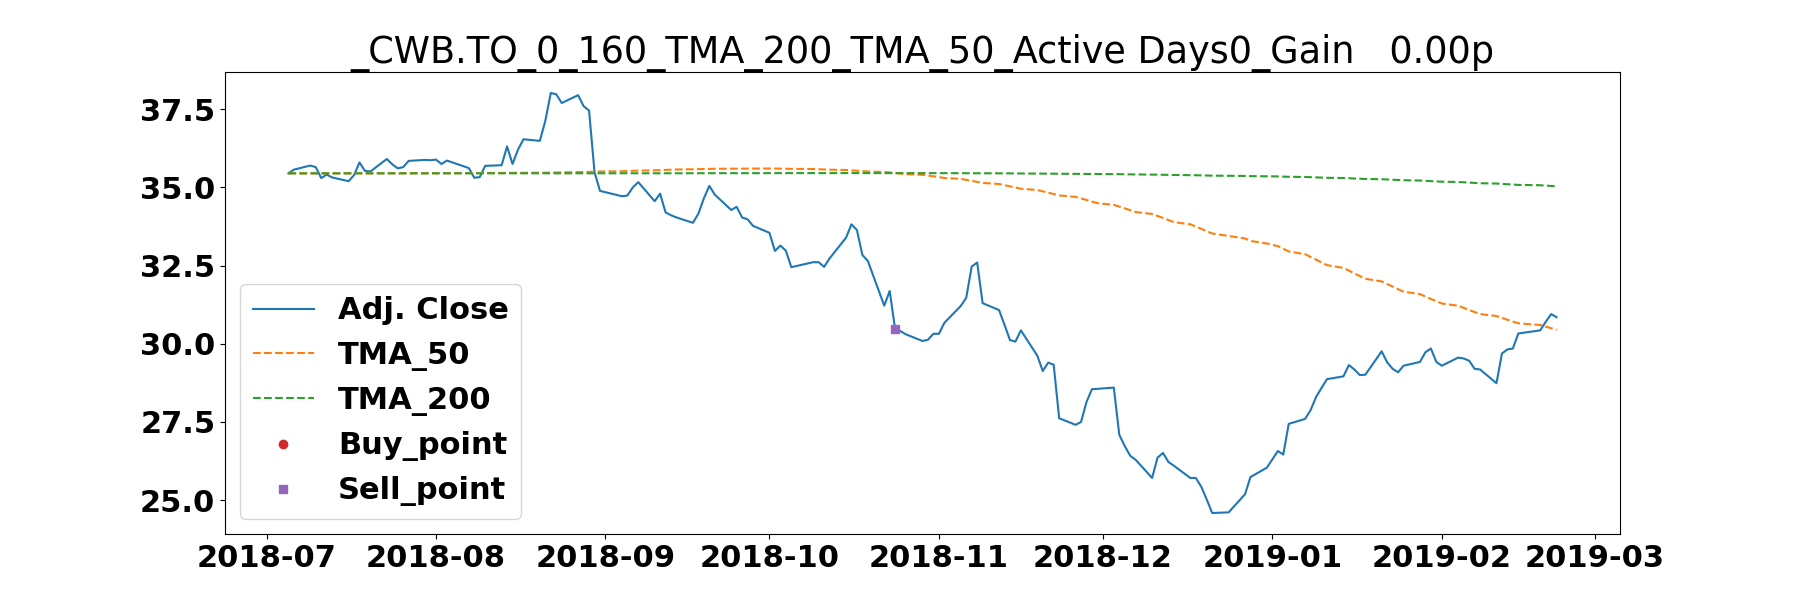 _CWB.TO_0_160_TMA_200_TMA_50_Active Days0_Gain   0.00p
37.5
35.0
32.5
30.0
27.5
25.0
Adj. Close
TMA_50
TMA_200
Buy_point
Sell_point
2018-07 2018-08 2018-09 2018-10 2018-11 2018-12 2019-01 2019-02 2019-03